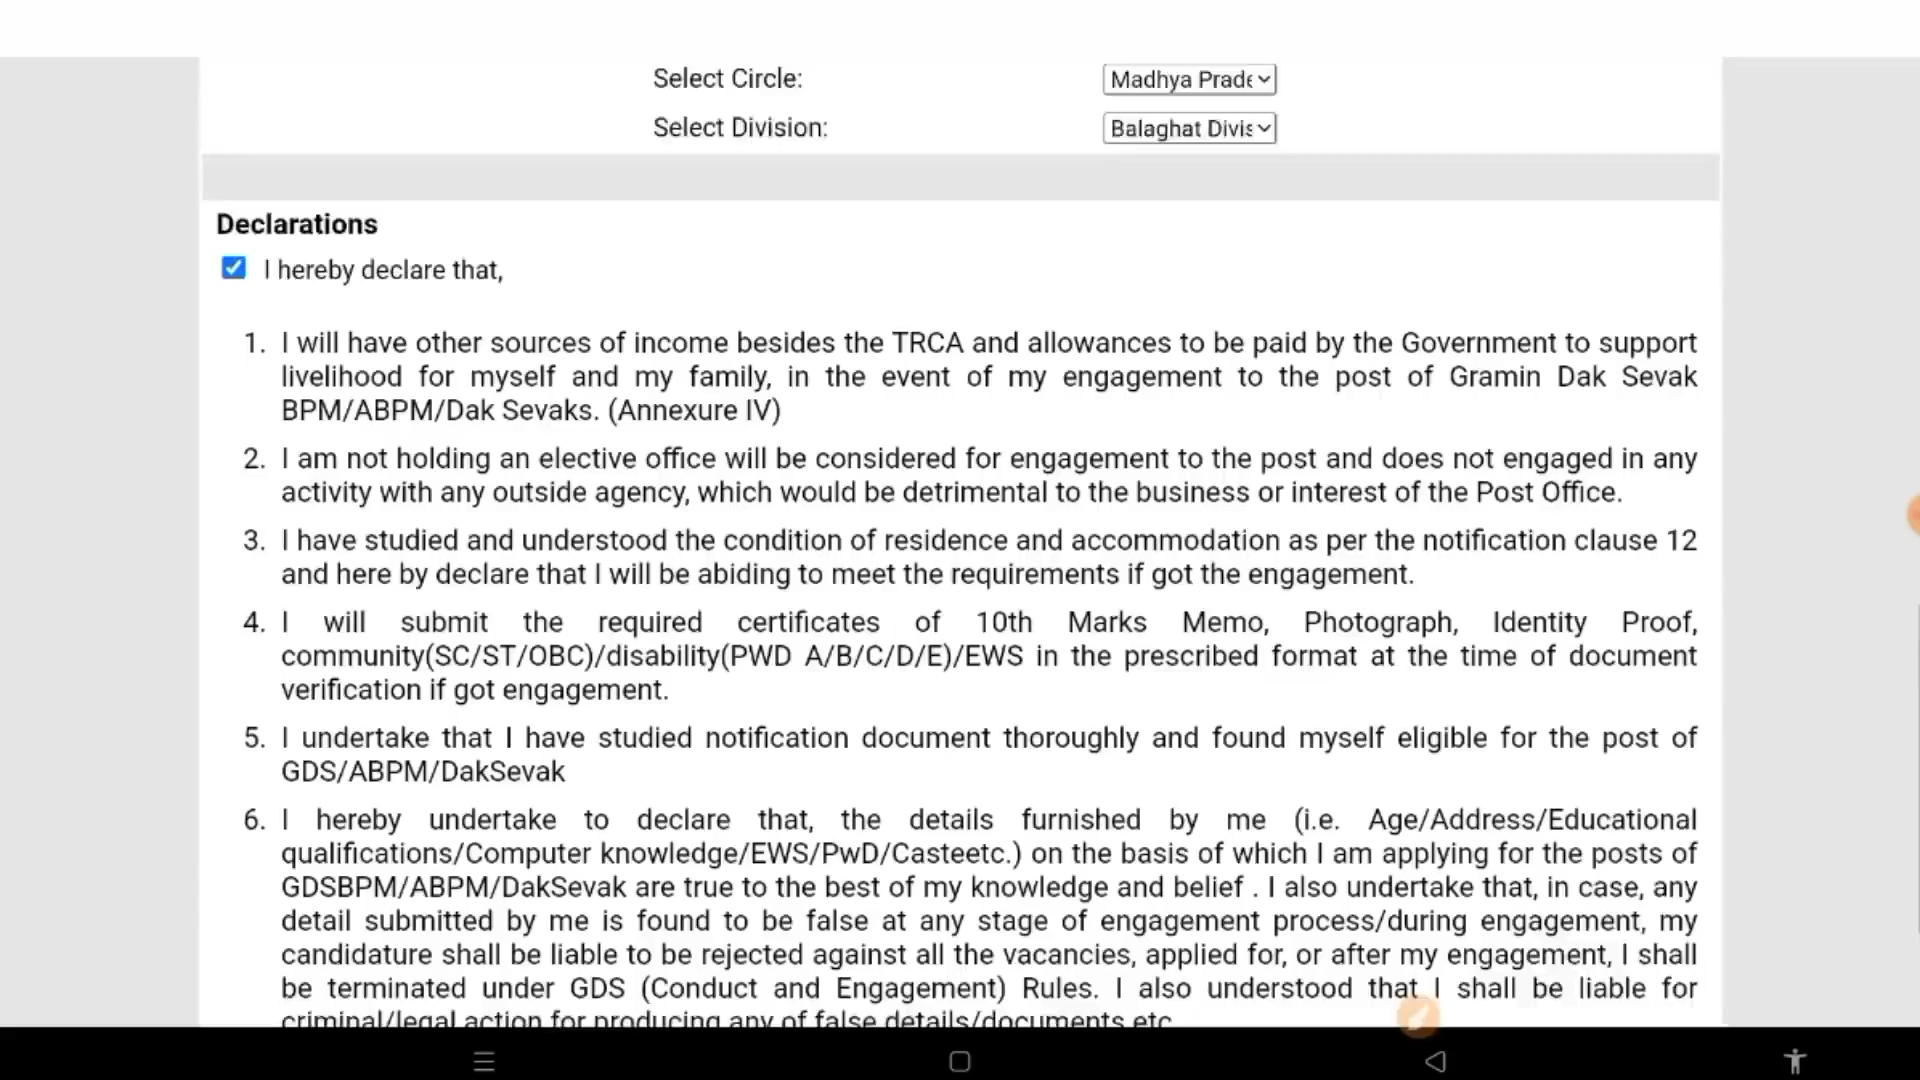 Select Circle: Madhya Prade
Select Division: Balaghat Divis
Declarations
I hereby declare that,
1. I will have other sources of income besides the TRCA and allowances to be paid by the Government to support
livelihood for myself and my family, in the event of my engagement to the post of Gramin Dak Sevak
BPM/ABPM/Dak Sevaks. (Annexure IV)
2. I am not holding an elective office will be considered for engagement to the post and does not engaged in any
activity with any outside agency, which would be detrimental to the business or interest of the Post Office.
3. I have studied and understood the condition of residence and accommodation as per the notification clause 12
and here by declare that I will be abiding to meet the requirements if got the engagement.
4. I will submit the required certificates of 10th Marks Memo, Photograph, Identity Proof,
community(SC/ST/OBC)/disability(PWD A/B/C/D/E)/EWS in the prescribed format at the time of document
verification if got engagement.
5. I undertake that I have studied notification document thoroughly and found myself eligible for the post of
GDS/ABPM/DakSevak
6. I hereby undertake to declare that, the details furnished by me (i.e. Age/Address/Educational
qualifications/Computer knowledge/EWS/PwD/Casteetc.) on the basis of which I am applying for the posts of
GDSBPM/ABPM/DakSevak are true to the best of my knowledge and belief . I also undertake that, in case, any
detail submitted by me is found to be false at any stage of engagement process/during engagement, my
candidature shall be liable to be rejected against all the vacancies, applied for, or after my engagement, I shall
be terminated under GDS (Conduct and Engagement) Rules. I also understood that I shall be liable for
criminal/legal action for producing any of false details/documents etc